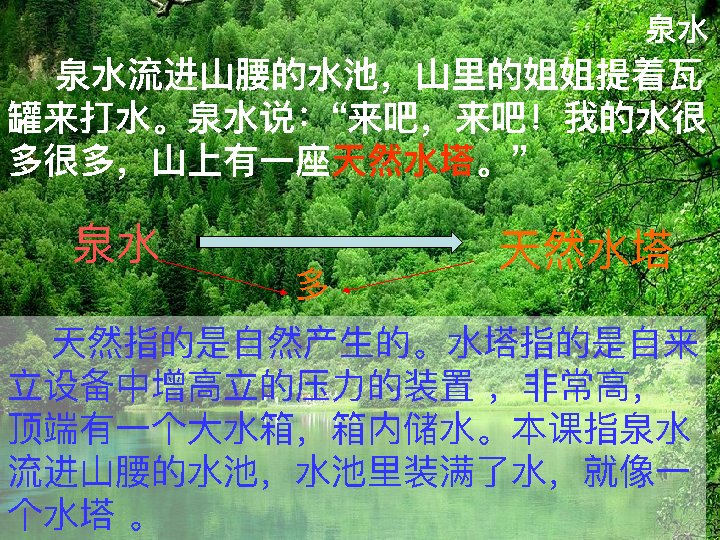 泉水
泉水流进山腰的水池，山里的姐姐提着瓦
罐来打水。泉水说：“来吧，来吧！我的水很
多很多，山上有一座天然水塔。”
泉水
天然水塔
多
天然指的是自然产生的。水塔指的是自来
立设备中增高立的压力的装置 ，非常高，
顶端有一个大水箱，箱内储水。本课指泉水
流进山腰的水池，水池里装满了水，就像一
个水塔 。